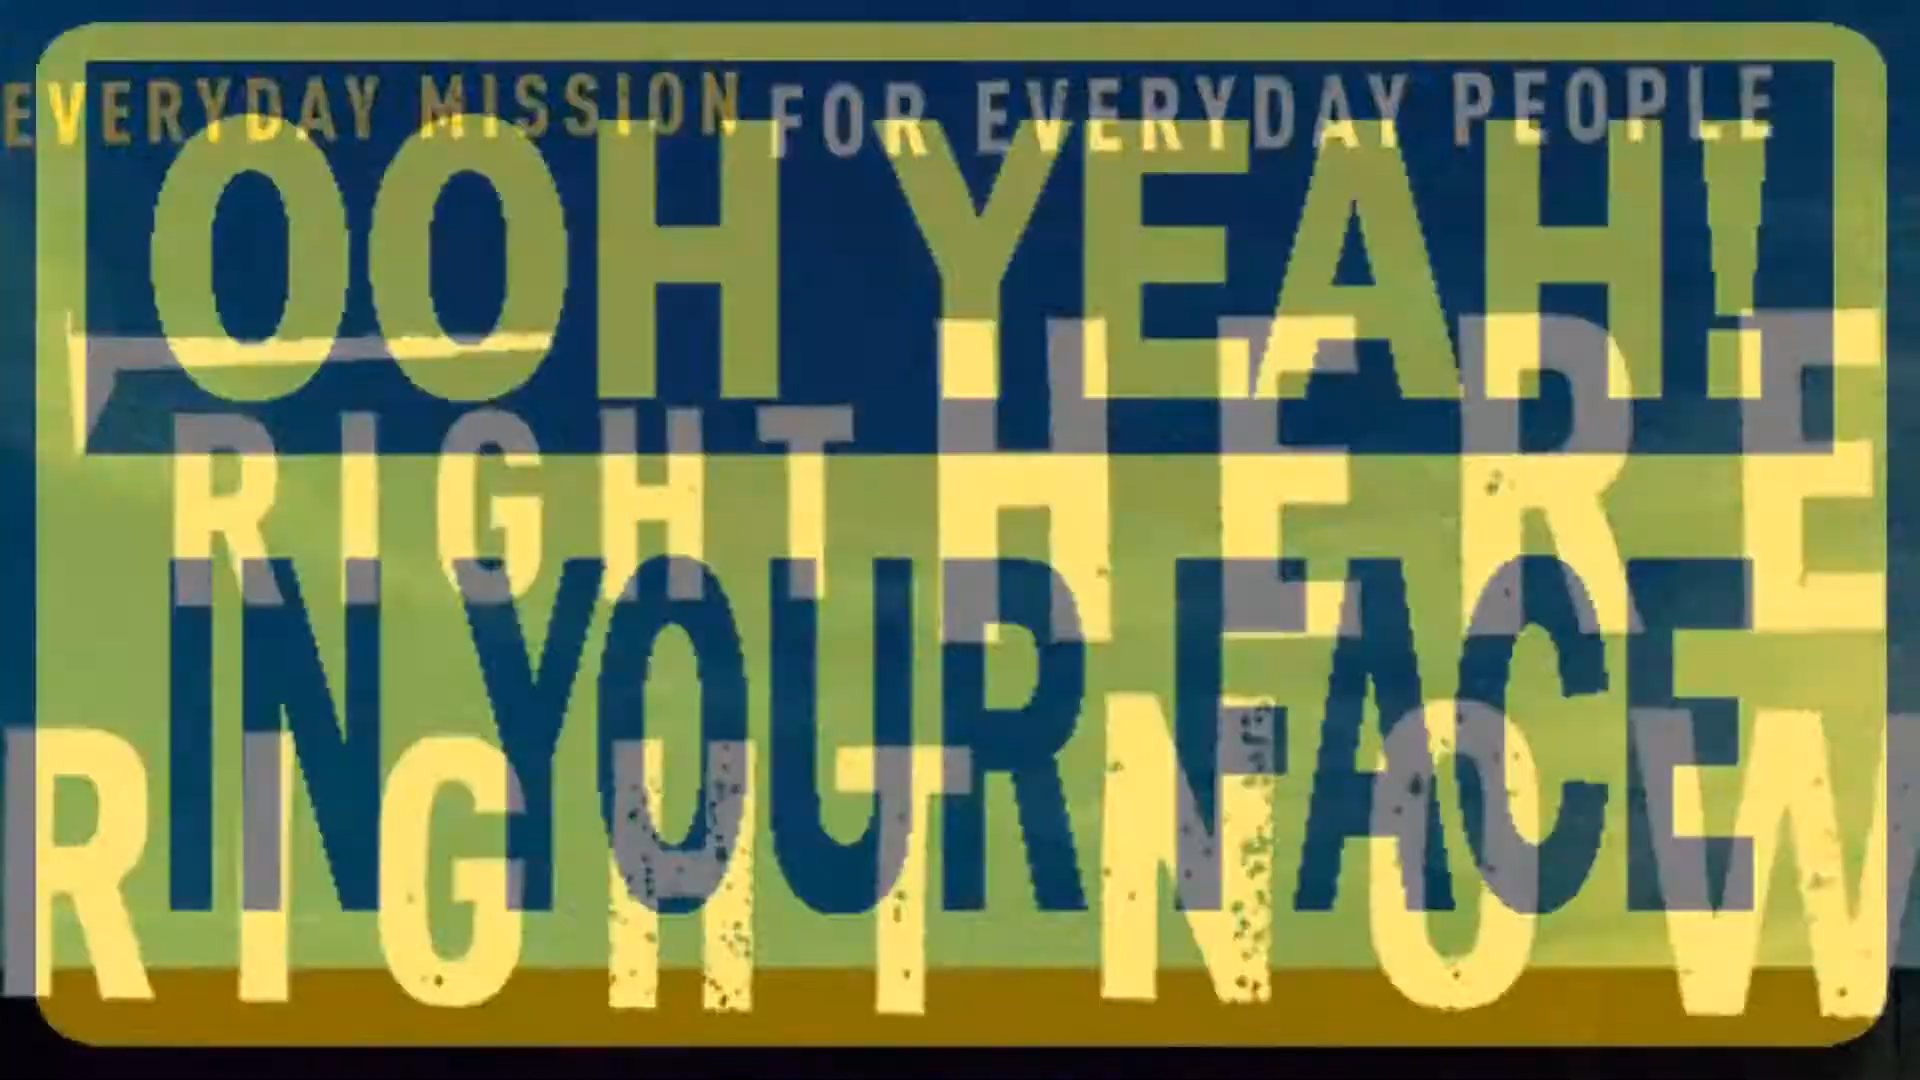 EVERYDAY MISSION FOR EVERYDAY PEOPLE
OOH YEAH!
RIGHT HERE
IN YOUR FACE
RIGHT NOW